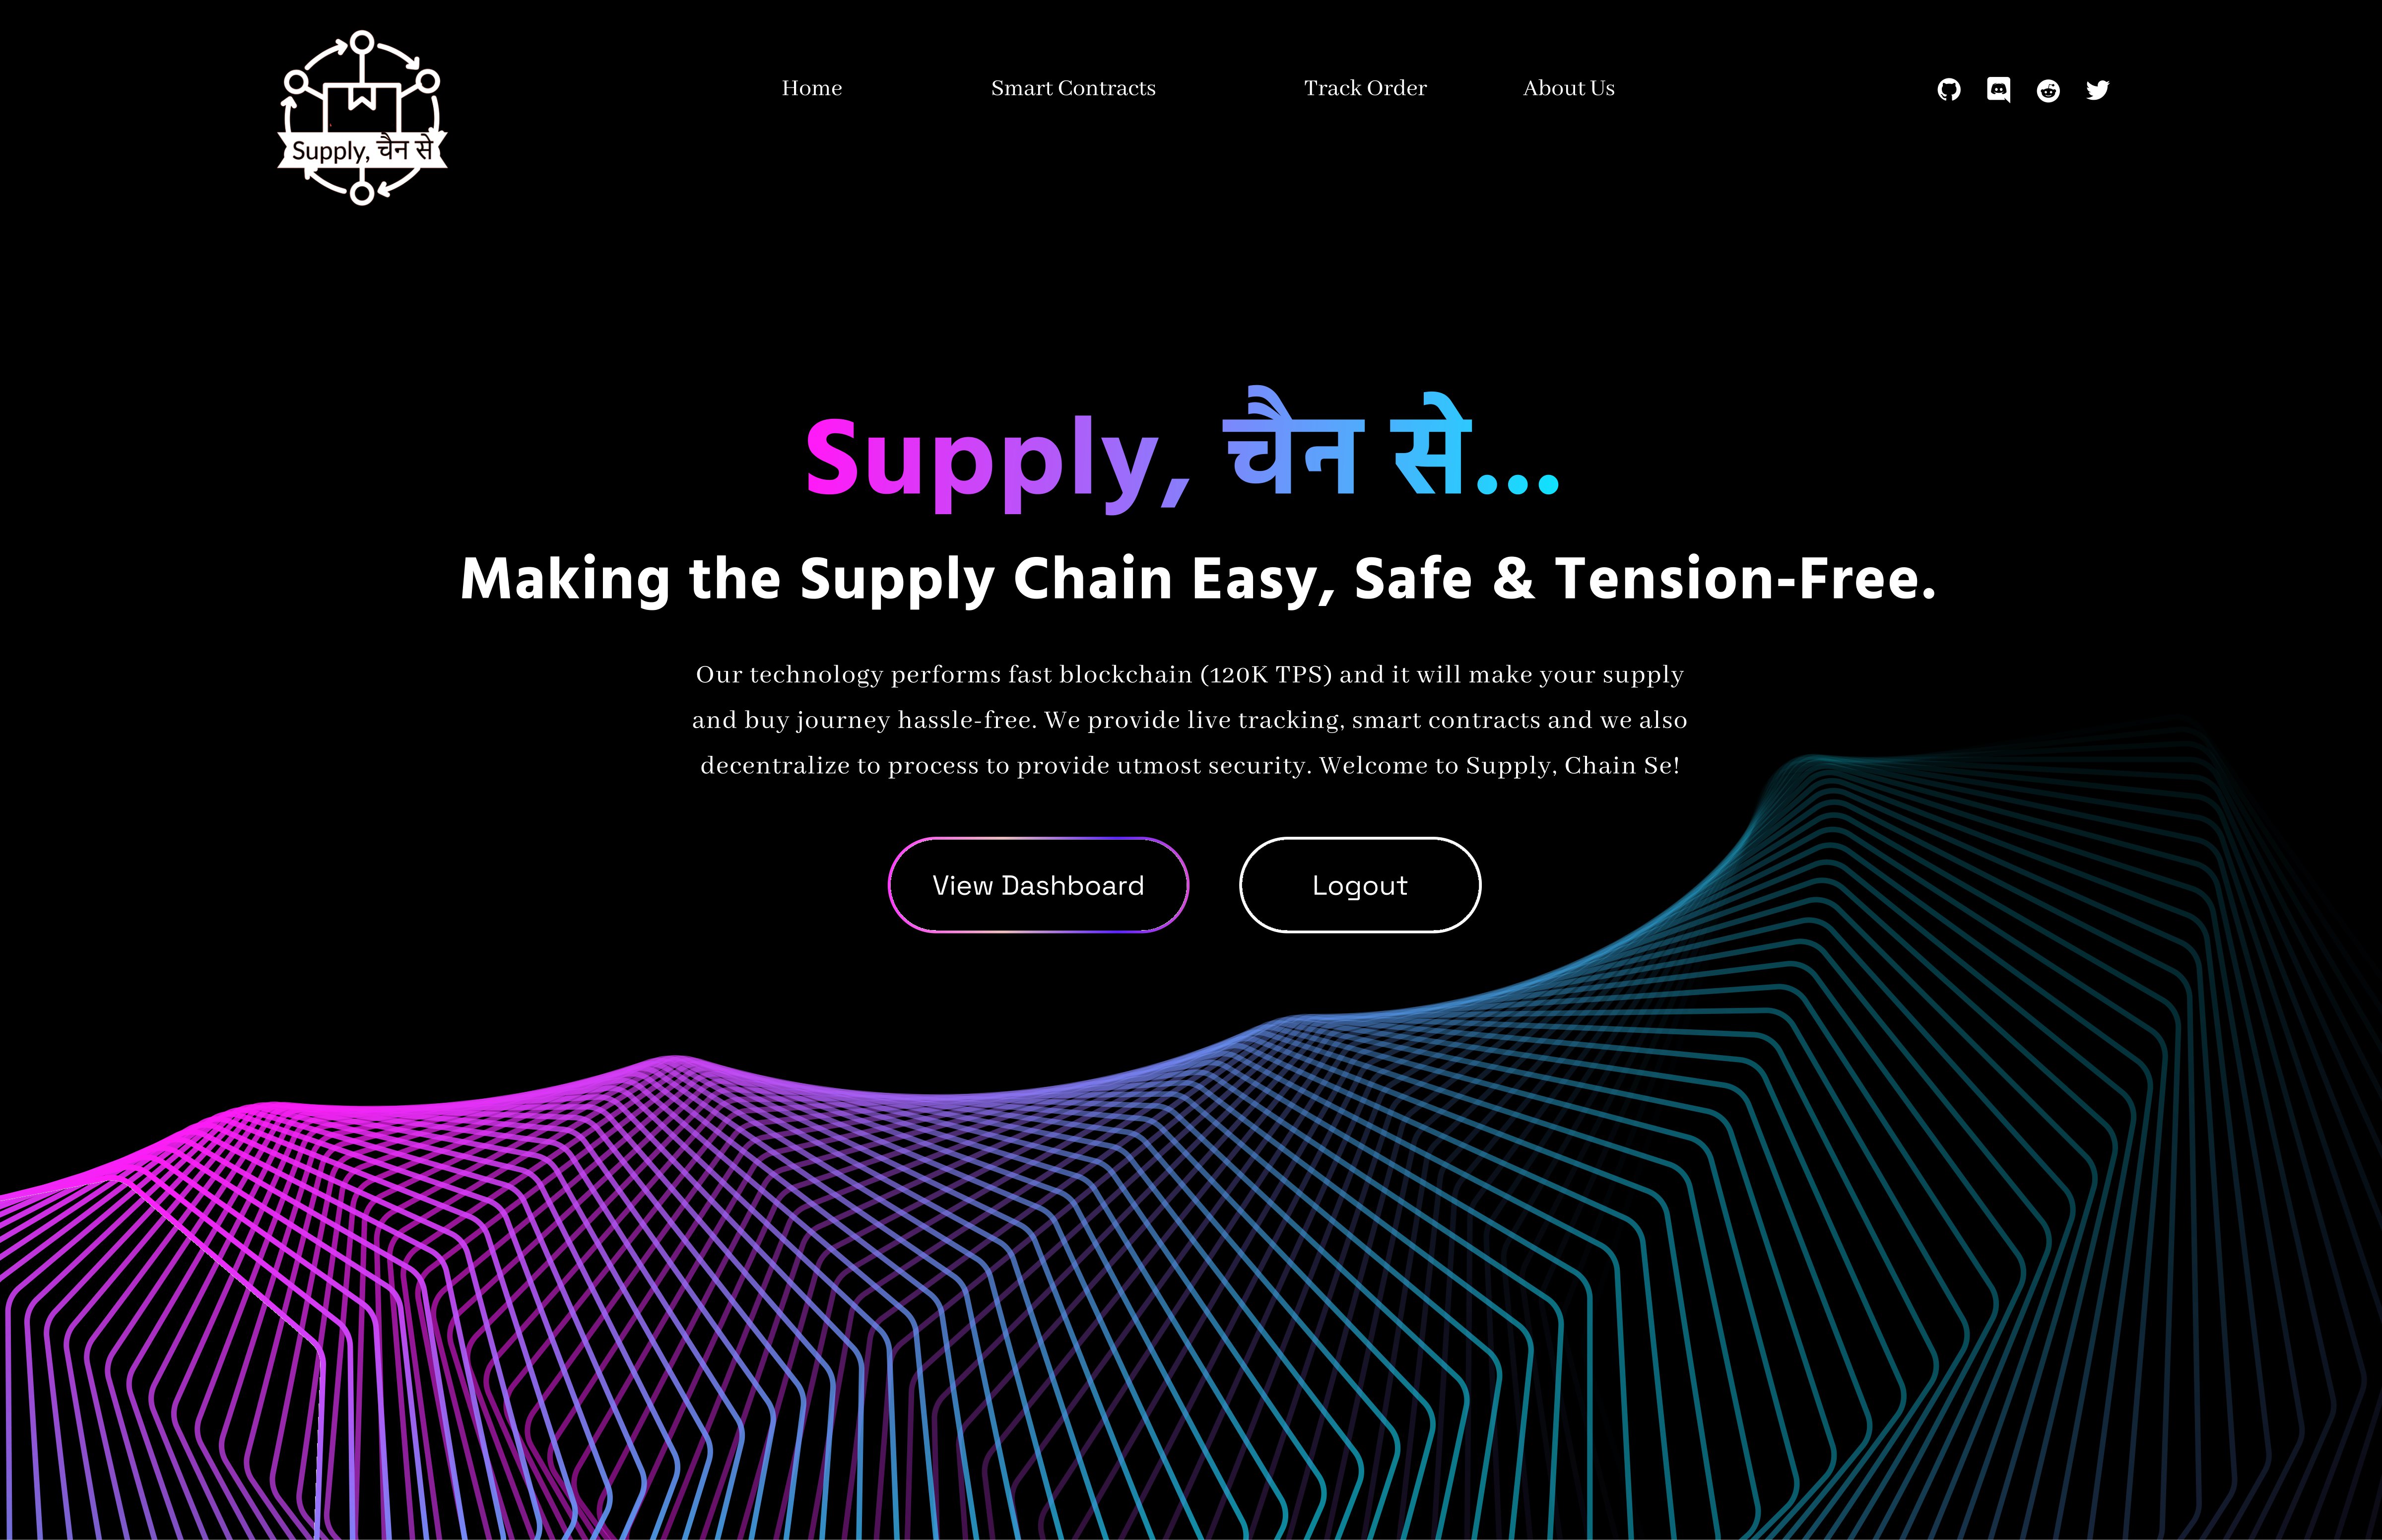 Supply, चैन से
Home Smart Contracts Track Order About Us
Supply, चैन से...
Making the Supply Chain Easy, Safe & Tension-Free.
Our technology performs fast blockchain (120K TPS) and it will make your supply
and buy journey hassle-free. We provide live tracking, smart contracts and we also
decentralize to process to provide utmost security. Welcome to Supply, Chain Se!
View Dashboard Logout